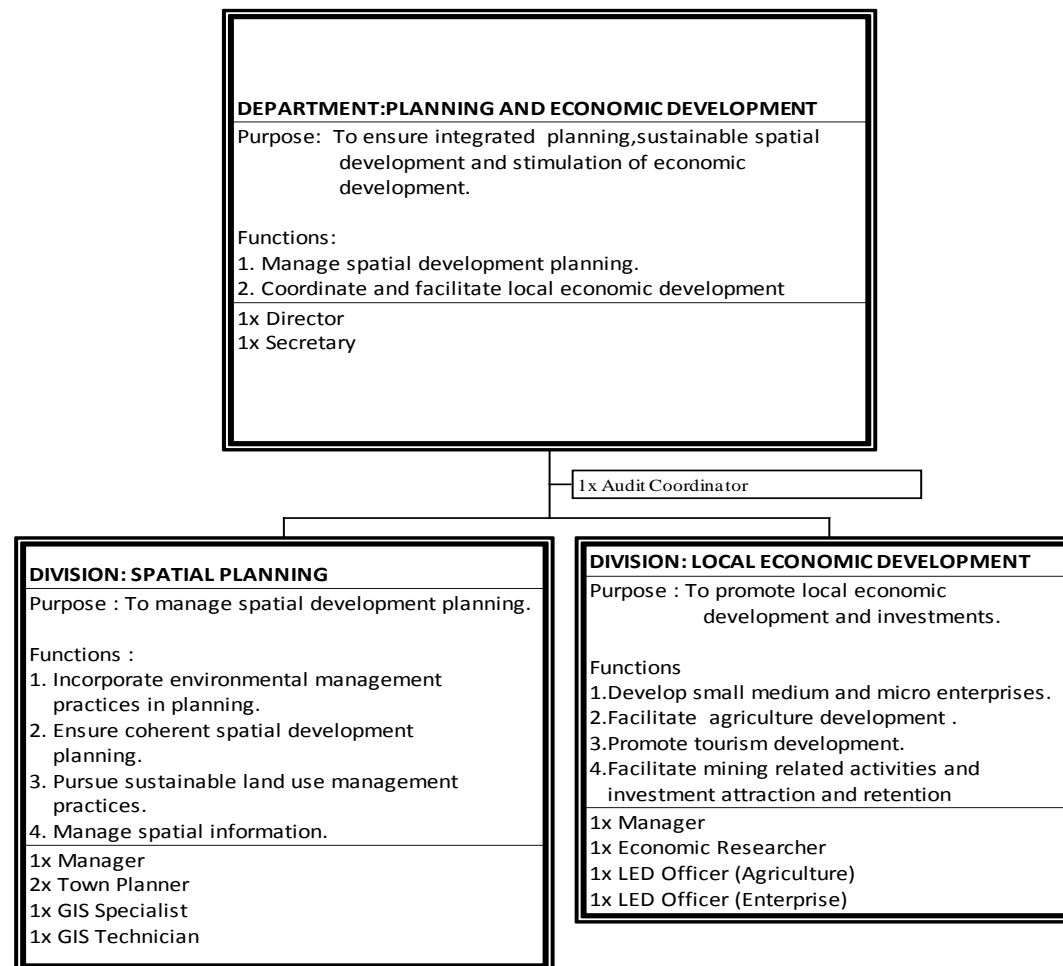 DEPARTMENT:PLANNING AND ECONOMIC DEVELOPMENT
Purpose: To ensure integrated planning,sustainable spatial
development and stimulation of economic
development.
Functions:
1. Manage spatial development planning.
2. Coordinate and facilitate local economic development
1x Director
1x Secretary
1x Audit Coordinator
DIVISION: SPATIAL PLANNING
Purpose : To manage spatial development planning.
Functions :
1. Incorporate environmental management
practices in planning.
2. Ensure coherent spatial development
planning.
3. Pursue sustainable land use management
practices.
4. Manage spatial information.
1x Manager
2x Town Planner
1x GIS Specialist
1x GIS Technician
DIVISION: LOCAL ECONOMIC DEVELOPMENT
Purpose : To promote local economic
development and investments.
Functions
1.Develop small medium and micro enterprises.
2.Facilitate agriculture development .
3.Promote tourism development.
4.Facilitate mining related activities and
investment attraction and retention
1x Manager
1x Economic Researcher
1x LED Officer (Agriculture)
1x LED Officer (Enterprise)